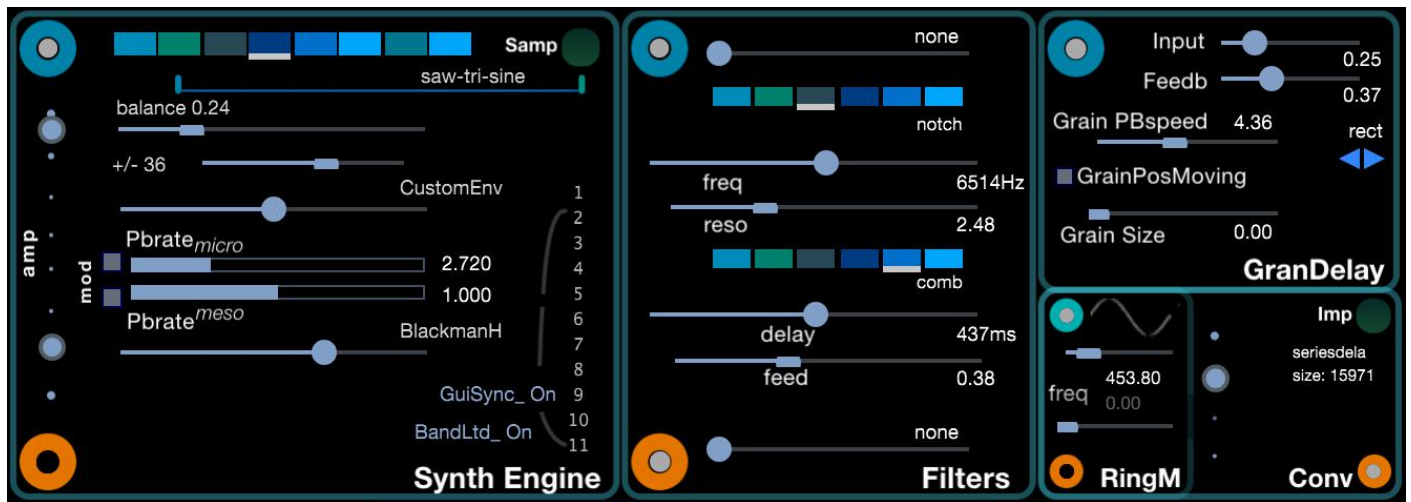 Samp
saw-tri-sine
balance 0.24
+/- 36
CustomEnv
amp
mod
Pbrate micro
2.720
1.000
Pbrate meso
BlackmanH
GuiSync_ On
BandLtd_ On
1
2
3
4
5
6
7
8
9
10
11
Synth Engine
none
notch
freq
6514Hz
reso
2.48
comb
delay
437ms
feed
0.38
none
Filters
Input
0.25
Feedb
0.37
Grain PBspeed 4.36
rect
GrainPosMoving
Grain Size 0.00
GranDelay
freq
453.80
0.00
RingM
Imp
seriesdela
size: 15971
Conv